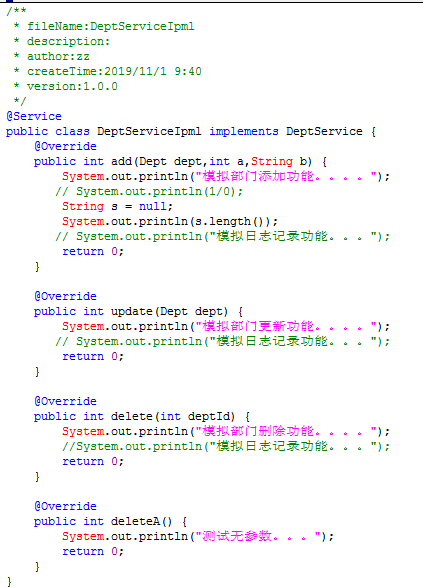 /**
 * fileName:DeptServiceIpml
 * description:
 * author:zz
 * createTime:2019/11/1 9:40
 * version:1.0.0
 */
@Service
public class DeptServiceIpml implements DeptService {
    @Override
    public int add(Dept dept,int a,String b) {
        System.out.println("模拟部门添加功能。。。。");
       // System.out.println(1/0);
        String s = null;
        System.out.println(s.length());
       // System.out.println("模拟日志记录功能。。。");
        return 0;
    }

    @Override
    public int update(Dept dept) {
        System.out.println("模拟部门更新功能。。。。");
       // System.out.println("模拟日志记录功能。。。");
        return 0;
    }

    @Override
    public int delete(int deptId) {
        System.out.println("模拟部门删除功能。。。。");
        //System.out.println("模拟日志记录功能。。。");
        return 0;
    }

    @Override
    public int deleteA() {
        System.out.println("测试无参数。。。");
        return 0;
    }
}